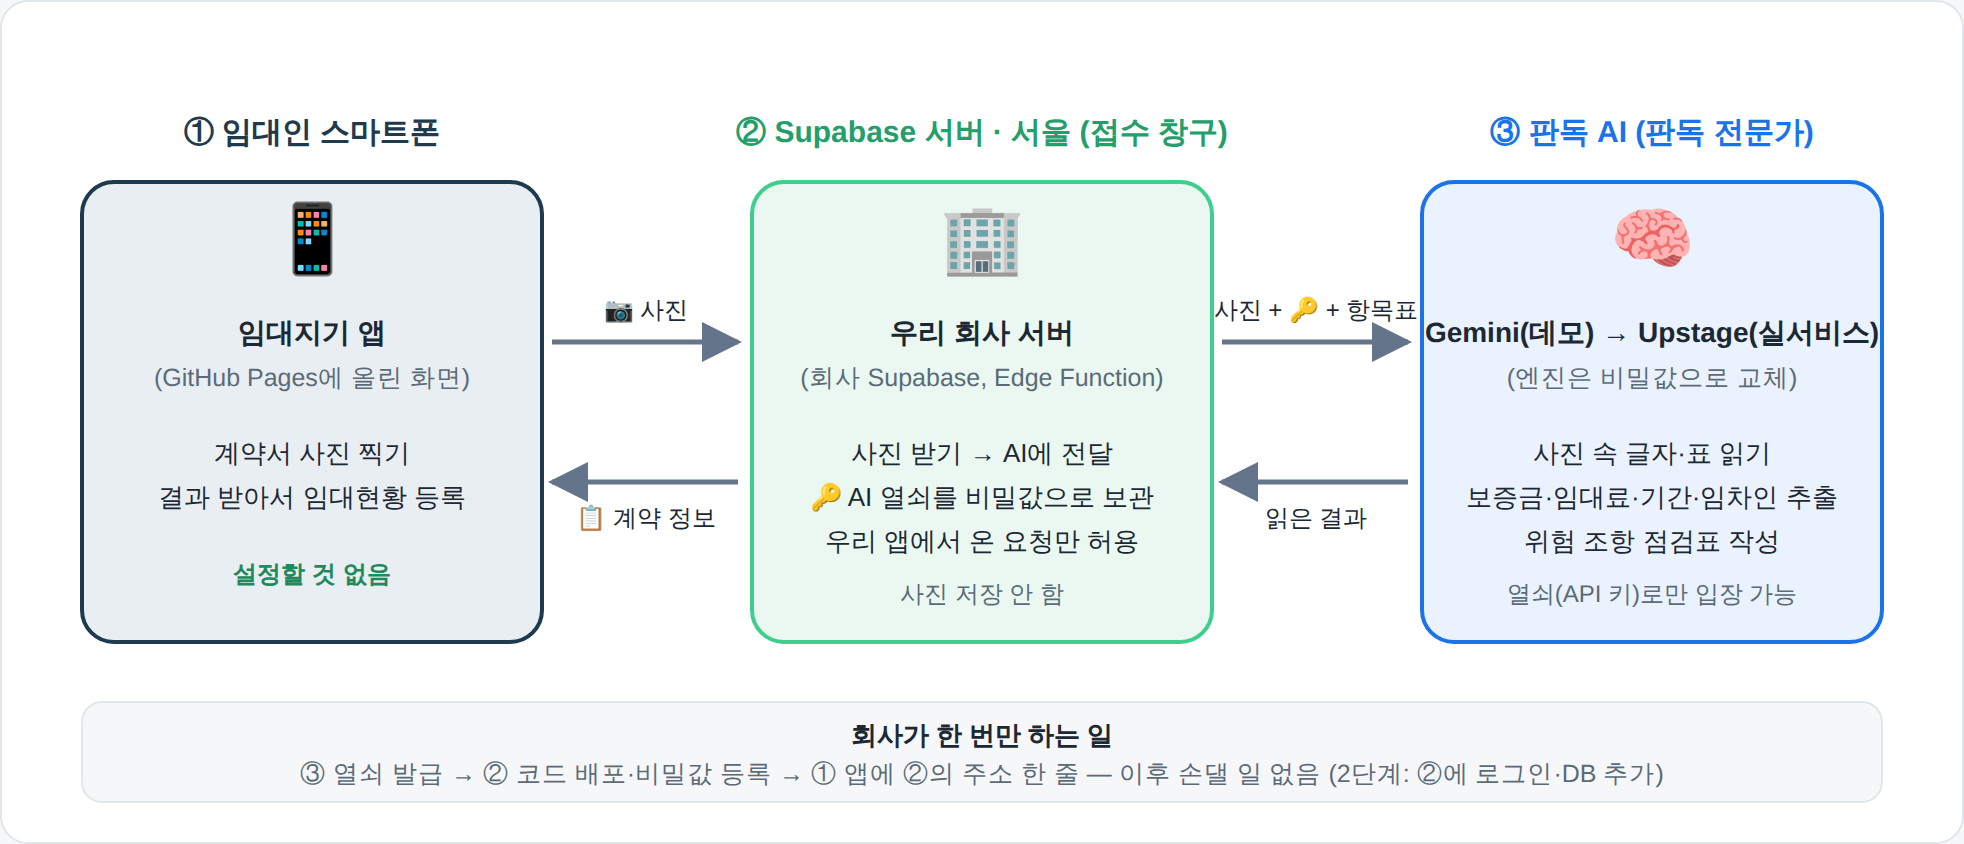 ① 임대인 스마트폰
② Supabase 서버 · 서울 (접수 창구)
③ 판독 AI (판독 전문가)
임대지기 앱
(GitHub Pages에 올린 화면)
계약서 사진 찍기
결과 받아서 임대현황 등록
설정할 것 없음
📷 사진
📋 계약 정보
우리 회사 서버
(회사 Supabase, Edge Function)
사진 받기 → AI에 전달
🔑 AI 열쇠를 비밀값으로 보관
우리 앱에서 온 요청만 허용
사진 저장 안 함
사진 + 🔑 + 항목표
읽은 결과
Gemini(데모) → Upstage(실서비스)
(엔진은 비밀값으로 교체)
사진 속 글자·표 읽기
보증금·임대료·기간·임차인 추출
위험 조항 점검표 작성
열쇠(API 키)로만 입장 가능
회사가 한 번만 하는 일
③ 열쇠 발급 → ② 코드 배포·비밀값 등록 → ① 앱에 ②의 주소 한 줄 — 이후 손댈 일 없음 (2단계: ②에 로그인·DB 추가)